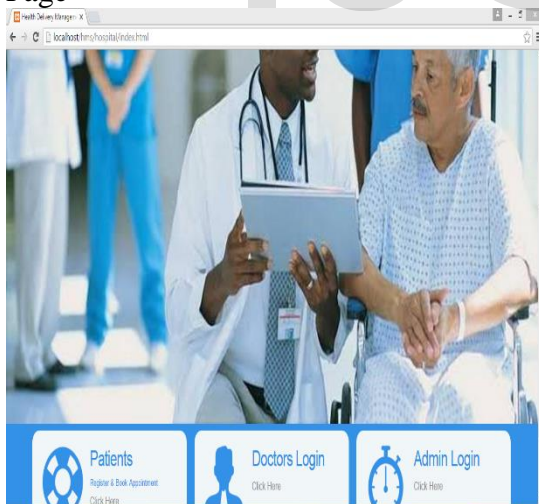 Page
Health Delivery Managem X
localhost/hms/hospital/index.html
Patients
Register & Book Appointment
Click Here
Doctors Login
Click Here
Admin Login
Click Here